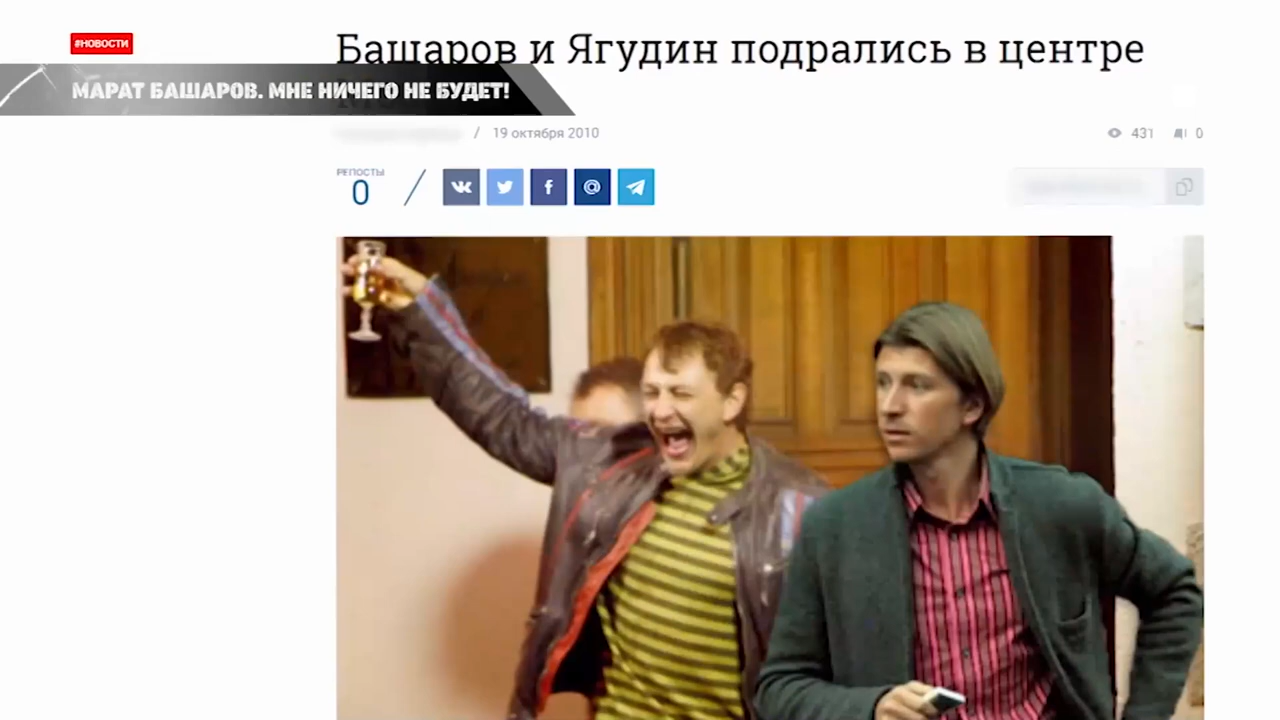 #НОВОСТИ
Башаров и Ягудин подрались в центре
МАРАТ БАШАРОВ. МНЕ НИЧЕГО НЕ БУДЕТ!
/ 19 октября 2010
431
0
РЕПОСТЫ
0